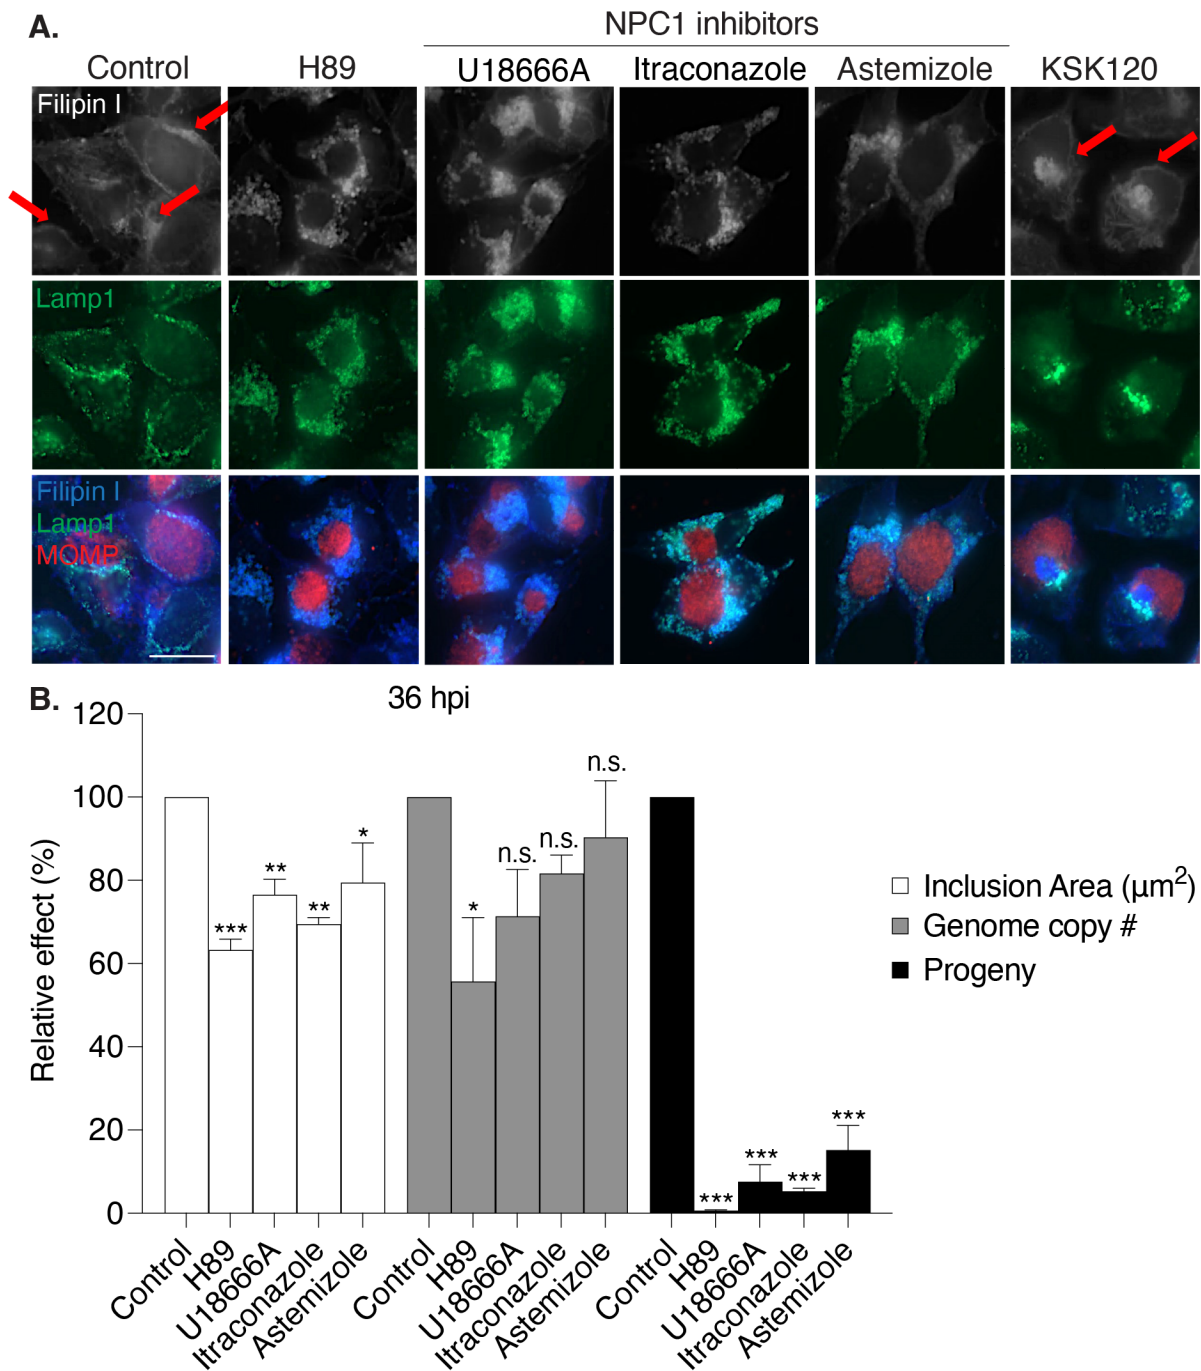 A.
NPC1 inhibitors
Control H89 U18666A Itraconazole Astemizole KSK120
Filipin I
Lamp1
Filipin I
Lamp1
MOMP
B.
36 hpi
120
100
80
60
40
20
0
Relative effect (%)
*** ** ** *
* n.s. n.s. n.s.
*** *** *** ***
Inclusion Area (µm²)
Genome copy #
Progeny
Control H89 U18666A Itraconazole Astemizole
Control H89 U18666A Itraconazole Astemizole
Control H89 U18666A Itraconazole Astemizole